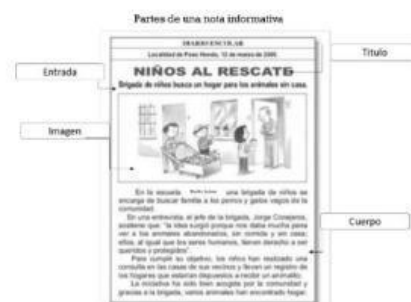 Partes de una nota informativa
DIARIO ESCOLAR
Localidad de Pozo Hondo, 12 de marzo de
NIÑOS AL RESCATE
Brigada de niños busca un hogar para los animales sin casa.
Entrada
Titulo
Imagen
Cuerpo
En la escuela una brigada de niños se
encarga de buscar familia a los perros y gatos vagos de la
comunidad.
En una entrevista, el jefe de la brigada, Jorge Conejeros,
sostiene que: "la idea surgió porque nos daba mucha pena
ver a los animales abandonados, sin comida y sin casa;
ellos, al igual que los seres humanos, tienen derecho a ser
queridos y protegidos".
Para cumplir su objetivo, los niños han realizado una
consulta en las casas de sus vecinos y llevan un registro de
los hogares que estarían dispuestos a recibir un animalito.
La iniciativa ha sido bien acogida por la comunidad y
gracias a la brigada, varios animales han encontrado hogar.